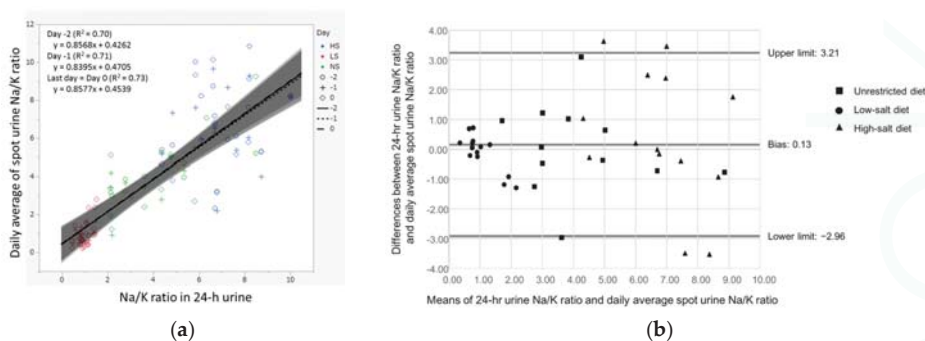 Day -2 (R² = 0.70)
y = 0.8568x + 0.4262
Day -1 (R² = 0.71)
y = 0.8395x + 0.4705
Last day = Day 0 (R² = 0.73)
y = 0.8577x + 0.4539
12
10
8
6
4
2
0
0 2 4 6 8 10
Daily average of spot urine Na/K ratio
Na/K ratio in 24-h urine
Day
HS
LS
NS
-2
-1
0
-2
-1
0
(a)
Differences between 24-hr urine Na/K ratio
and daily average spot urine Na/K ratio
4.00
3.00
2.00
1.00
0.00
-1.00
-2.00
-3.00
-4.00
0.00 1.00 2.00 3.00 4.00 5.00 6.00 7.00 8.00 9.00 10.00
Means of 24-hr urine Na/K ratio and daily average spot urine Na/K ratio
Upper limit: 3.21
Unrestricted diet
Low-salt diet
High-salt diet
Bias: 0.13
Lower limit: −2.96
(b)